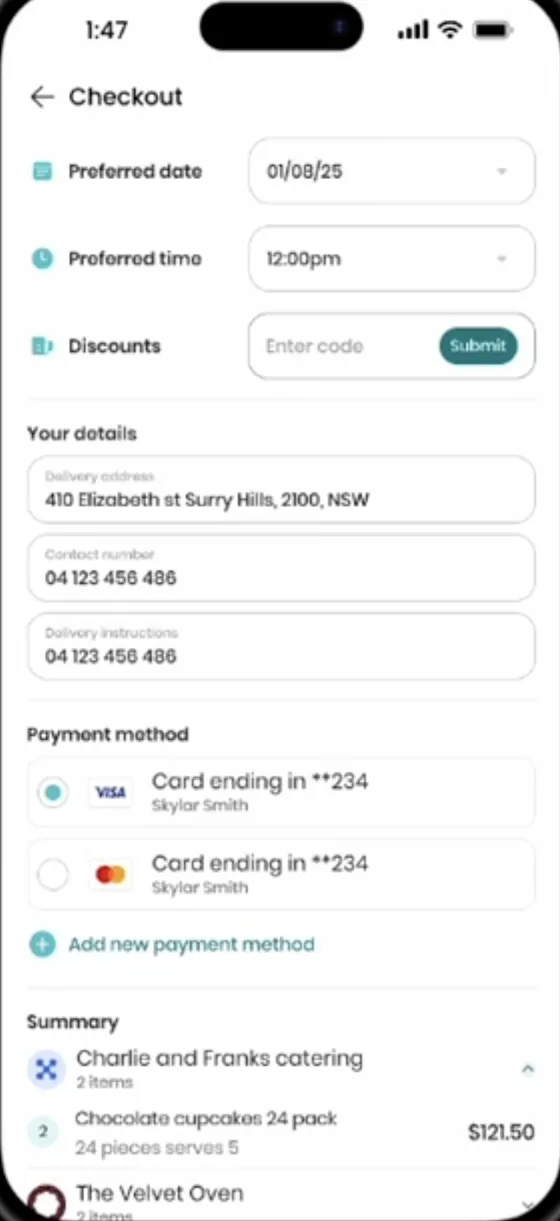 1:47
Checkout
Preferred date
01/08/25
Preferred time
12:00pm
Discounts
Enter code
Submit
Your details
Delivery address
410 Elizabeth st Surry Hills, 2100, NSW
Contact number
04 123 456 486
Delivery instructions
04 123 456 486
Payment method
VISA
Card ending in **234
Skylar Smith
Card ending in **234
Skylar Smith
Add new payment method
Summary
Charlie and Franks catering
2 items
2
Chocolate cupcakes 24 pack
$121.50
24 pieces serves 5
The Velvet Oven
2 items